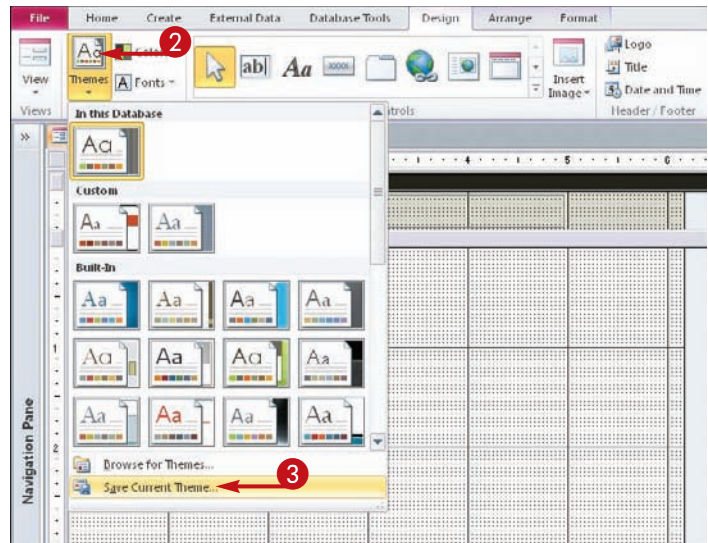 File Home Create External Data Database Tools Design Arrange Format
2
View
Themes
Fonts
ab|
Aa
xxxx
Insert
Image
Logo
Title
Date and Time
Views
Header / Footer
In this Database
Aa
Custom
Aa Aa
Built-In
Aa Aa Aa Aa
Aa Aa Aa Aa
Aa Aa Aa Aa
Browse for Themes...
Save Current Theme...
3
Navigation Pane
4 5 6
1
2